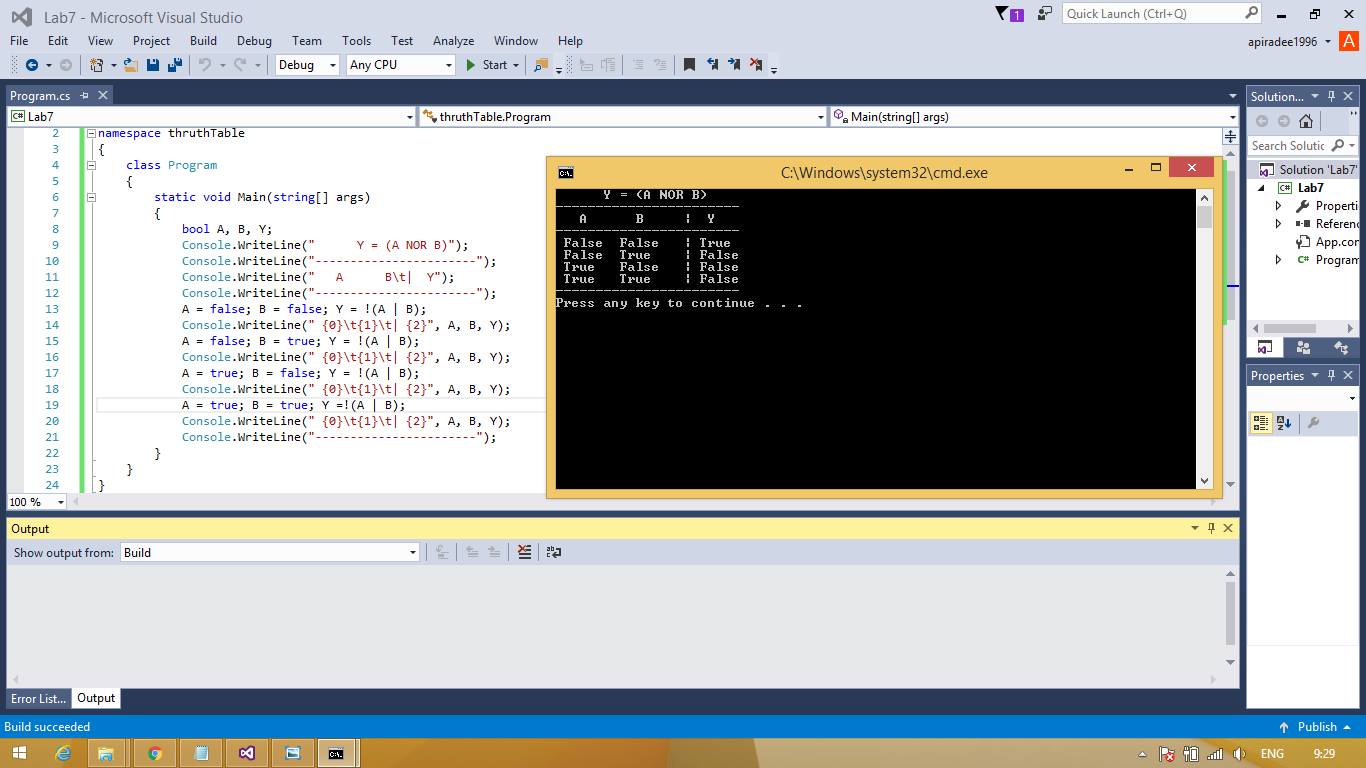 Lab7 - Microsoft Visual Studio
1
Quick Launch (Ctrl+Q)
File Edit View Project Build Debug Team Tools Test Analyze Window Help
apiradee1996 A
Debug Any CPU Start
Program.cs
C# Lab7 thruthTable.Program Main(string[] args)
2 namespace thruthTable
3 {
4 class Program
5 {
6 static void Main(string[] args)
7 {
8 bool A, B, Y;
9 Console.WriteLine("      Y = (A NOR B)");
10 Console.WriteLine("-----------------------");
11 Console.WriteLine("   A      B\t|  Y");
12 Console.WriteLine("-----------------------");
13 A = false; B = false; Y = !(A | B);
14 Console.WriteLine(" {0}\t{1}\t| {2}", A, B, Y);
15 A = false; B = true; Y = !(A | B);
16 Console.WriteLine(" {0}\t{1}\t| {2}", A, B, Y);
17 A = true; B = false; Y = !(A | B);
18 Console.WriteLine(" {0}\t{1}\t| {2}", A, B, Y);
19 A = true; B = true; Y =!(A | B);
20 Console.WriteLine(" {0}\t{1}\t| {2}", A, B, Y);
21 Console.WriteLine("-----------------------");
22 }
23 }
24 }
100 %
C:\Windows\system32\cmd.exe
Y = (A NOR B)
-----------------------
A B ¦ Y
-----------------------
False False ¦ True
False True ¦ False
True False ¦ False
True True ¦ False
-----------------------
Press any key to continue . . .
Solution...
Search Solutic
Solution 'Lab7'
C# Lab7
Properti
Referenc
App.con
C# Program
Properties
Output
Show output from: Build
Error List... Output
Build succeeded
Publish
ENG 9:29